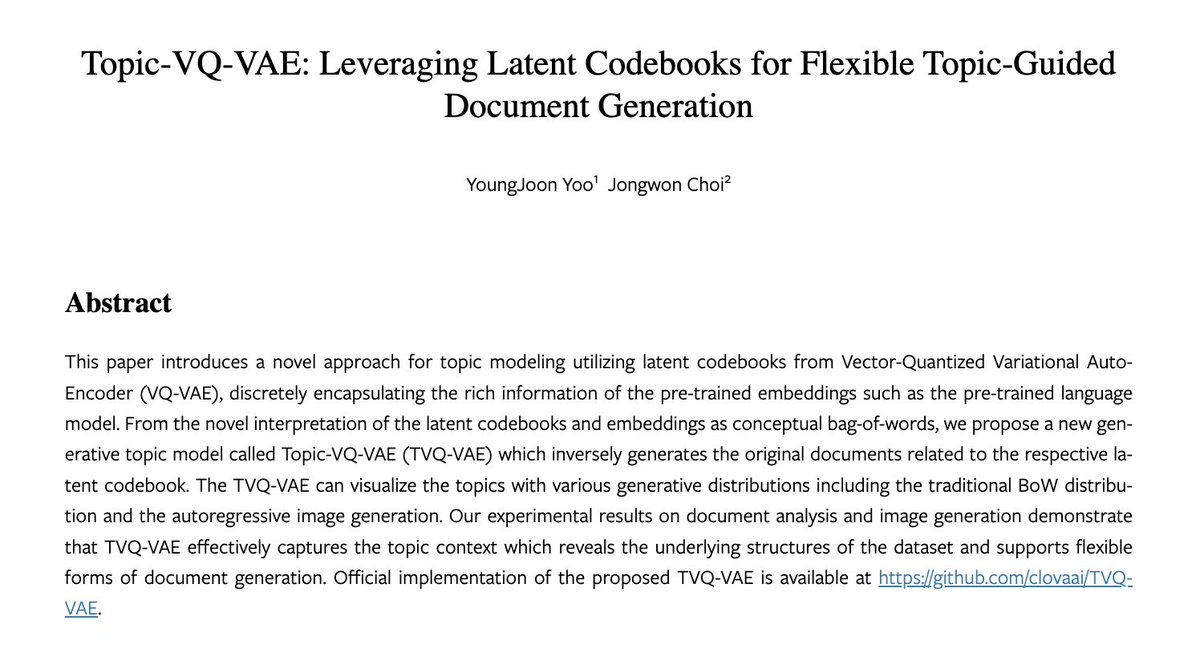 Topic-VQ-VAE: Leveraging Latent Codebooks for Flexible Topic-Guided
Document Generation
YoungJoon Yoo¹ Jongwon Choi²
Abstract
This paper introduces a novel approach for topic modeling utilizing latent codebooks from Vector-Quantized Variational Auto-
Encoder (VQ-VAE), discretely encapsulating the rich information of the pre-trained embeddings such as the pre-trained language
model. From the novel interpretation of the latent codebooks and embeddings as conceptual bag-of-words, we propose a new gen-
erative topic model called Topic-VQ-VAE (TVQ-VAE) which inversely generates the original documents related to the respective la-
tent codebook. The TVQ-VAE can visualize the topics with various generative distributions including the traditional BoW distribu-
tion and the autoregressive image generation. Our experimental results on document analysis and image generation demonstrate
that TVQ-VAE effectively captures the topic context which reveals the underlying structures of the dataset and supports flexible
forms of document generation. Official implementation of the proposed TVQ-VAE is available at https://github.com/clovaai/TVQ-
VAE.